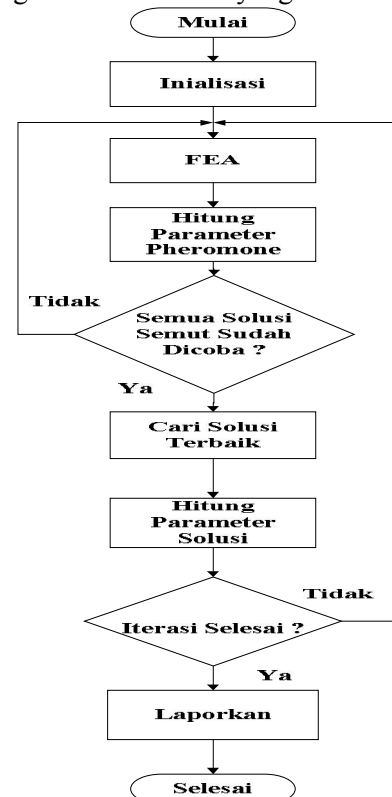 Mulai
Inialisasi
FEA
Hitung
Parameter
Pheromone
Tidak
Semua Solusi
Semut Sudah
Dicoba ?
Ya
Cari Solusi
Terbaik
Hitung
Parameter
Solusi
Tidak
Iterasi Selesai ?
Ya
Laporkan
Selesai